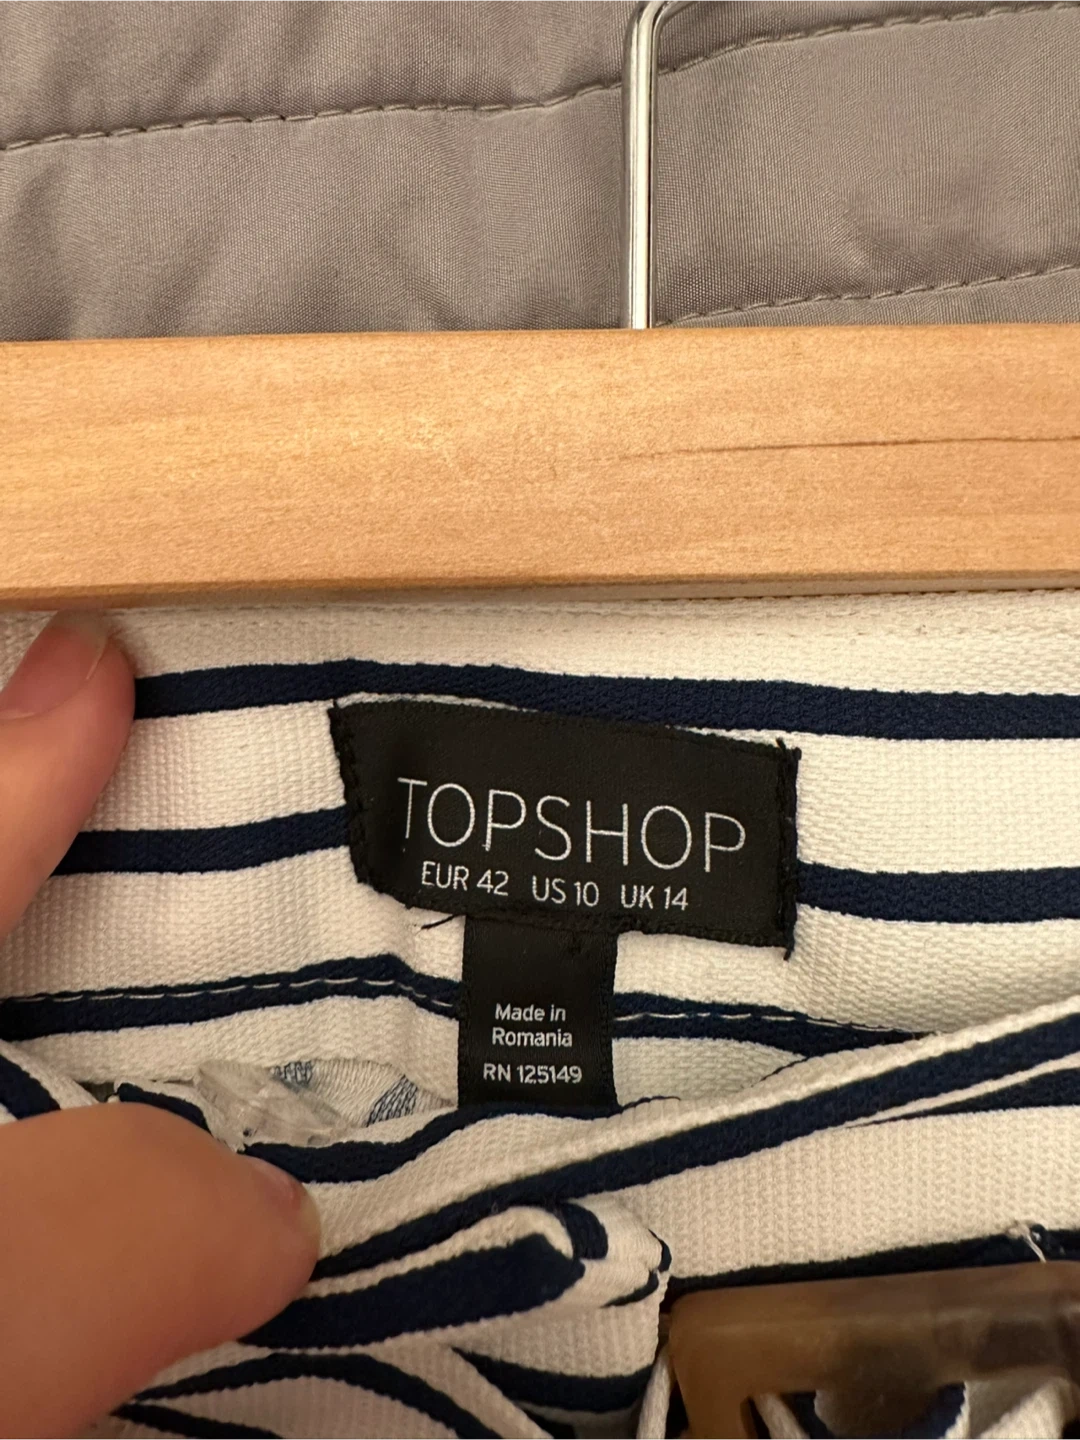 TOPSHOP
EUR 42 US 10 UK 14
Made in
Romania
RN 125149